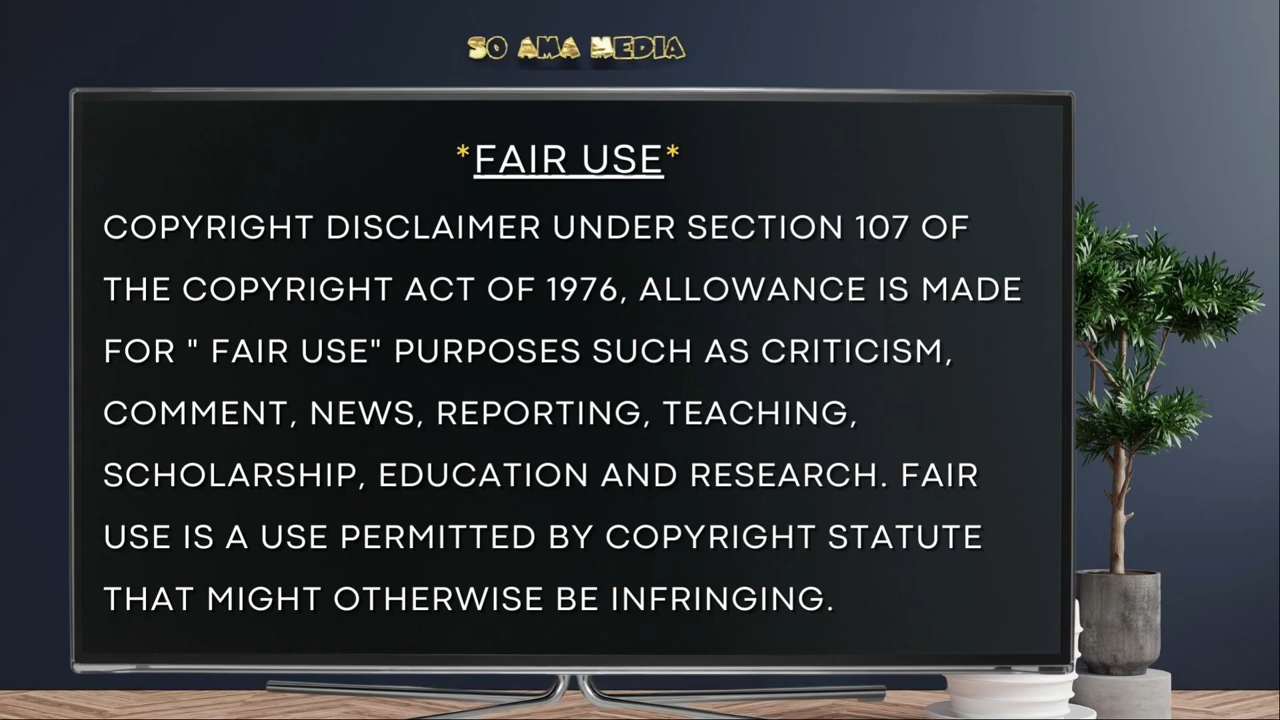 SO AMA MEDIA
*FAIR USE*
COPYRIGHT DISCLAIMER UNDER SECTION 107 OF
THE COPYRIGHT ACT OF 1976, ALLOWANCE IS MADE
FOR " FAIR USE" PURPOSES SUCH AS CRITICISM,
COMMENT, NEWS, REPORTING, TEACHING,
SCHOLARSHIP, EDUCATION AND RESEARCH. FAIR
USE IS A USE PERMITTED BY COPYRIGHT STATUTE
THAT MIGHT OTHERWISE BE INFRINGING.